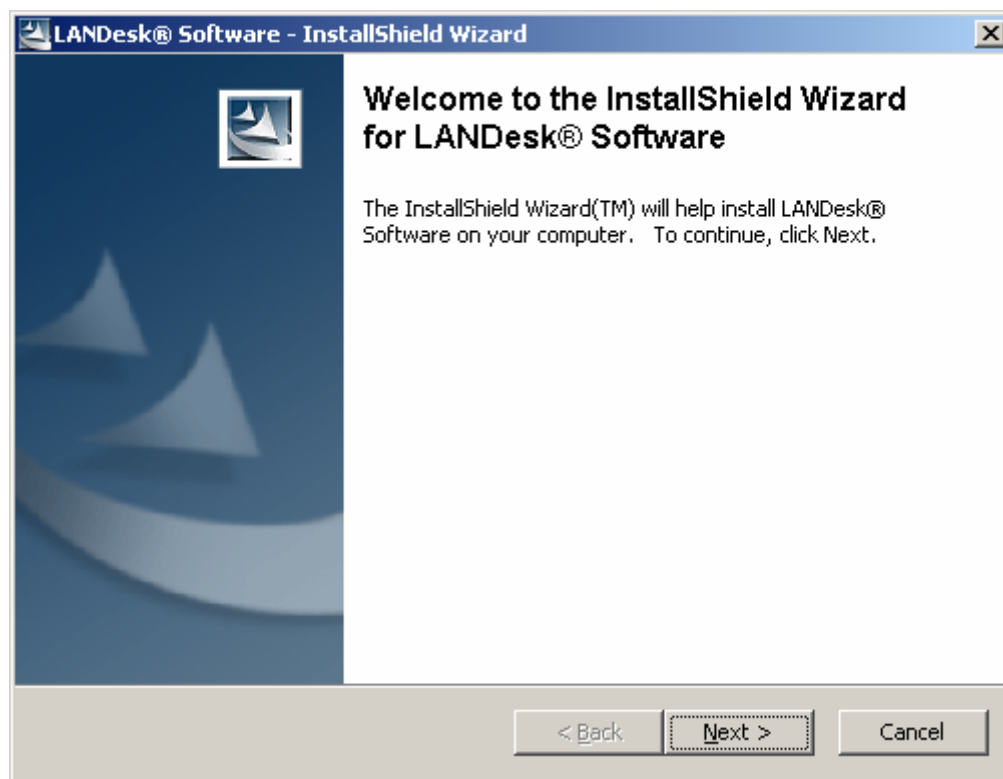 LANDesk® Software - InstallShield Wizard
Welcome to the InstallShield Wizard
for LANDesk® Software
The InstallShield Wizard(TM) will help install LANDesk®
Software on your computer.   To continue, click Next.
< Back
Next >
Cancel